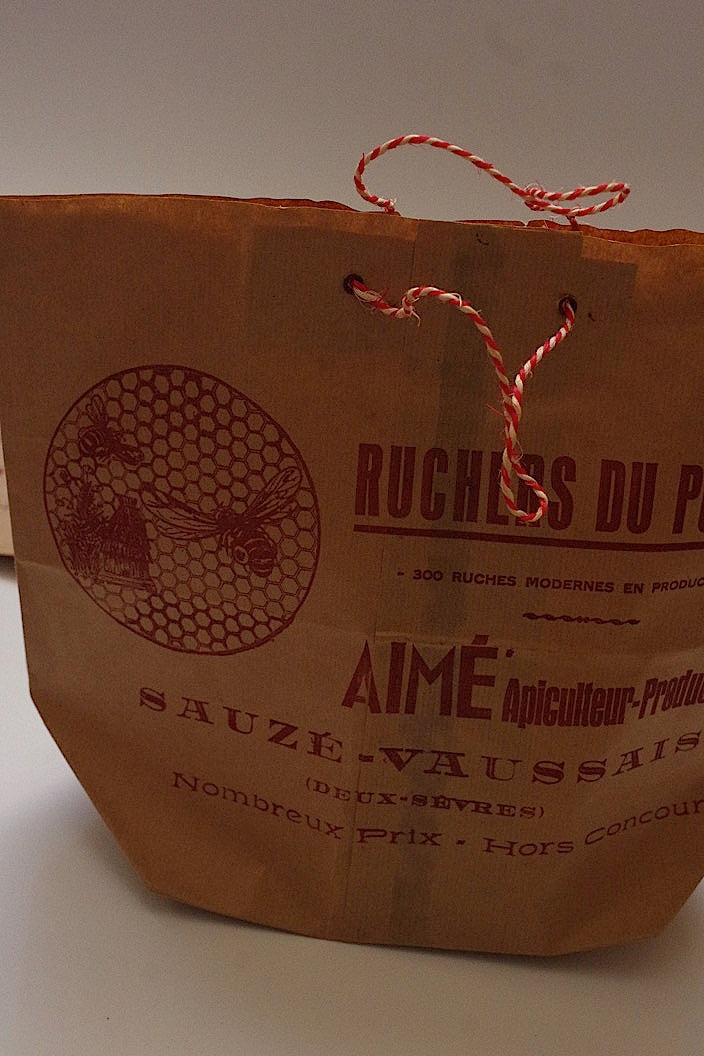 RUCHERS DU
- 300 RUCHES MODERNES EN PRODUC
AIMÉ Apiculteur-Produc
SAUZÉ-VAUSSAIS
(DEUX-SÈVRES)
Nombreux Prix - Hors Concour